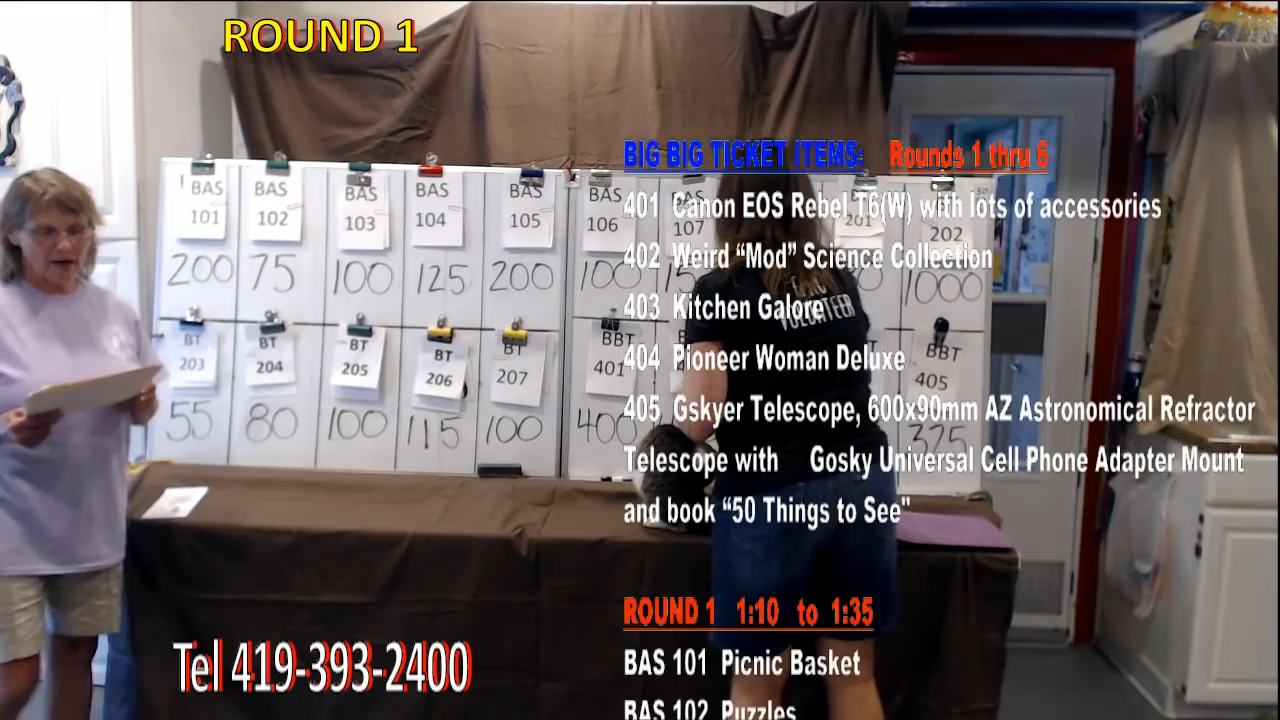 ROUND 1
BIG BIG TICKET ITEMS: Rounds 1 thru 6
401 Canon EOS Rebel T6(W) with lots of accessories
402 Weird “Mod” Science Collection
403 Kitchen Galore
404 Pioneer Woman Deluxe
405 Gskyer Telescope, 600x90mm AZ Astronomical Refractor
Telescope with Gosky Universal Cell Phone Adapter Mount
and book “50 Things to See"
ROUND 1 1:10 to 1:35
BAS 101 Picnic Basket
BAS 102 Puzzles
Tel 419-393-2400
BAS BAS BAS BAS BAS BAS
101 102 103 104 105 106 107 201 202
200 75 100 125 200 100 1000
BT BT BT BT BT BBT BBT
203 204 205 206 207 401 405
55 80 100 115 100 400 375
VOLUNTEER